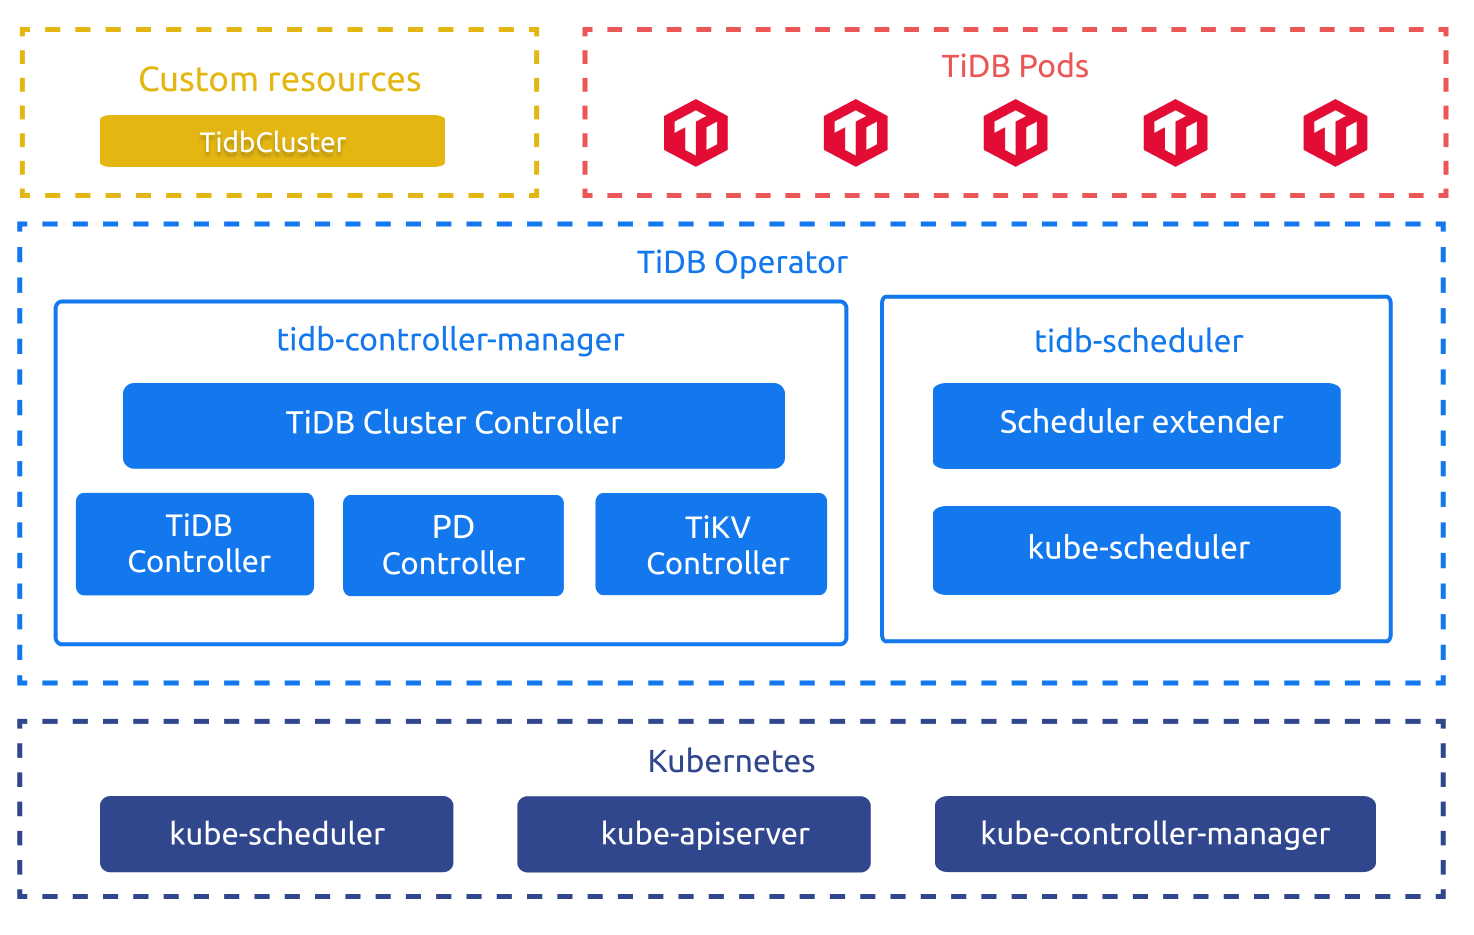 Custom resources
TidbCluster
TiDB Pods
TiDB Operator
tidb-controller-manager
TiDB Cluster Controller
TiDB
Controller
PD
Controller
TiKV
Controller
tidb-scheduler
Scheduler extender
kube-scheduler
Kubernetes
kube-scheduler
kube-apiserver
kube-controller-manager